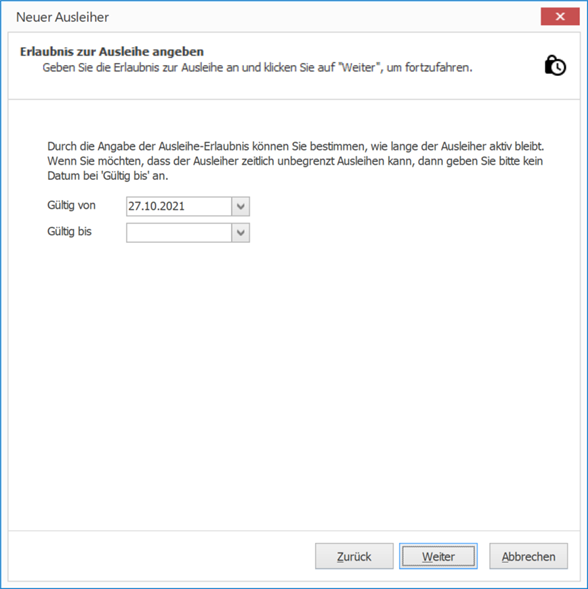 Neuer Ausleiher
Erlaubnis zur Ausleihe angeben
Geben Sie die Erlaubnis zur Ausleihe an und klicken Sie auf "Weiter", um fortzufahren.
Durch die Angabe der Ausleihe-Erlaubnis können Sie bestimmen, wie lange der Ausleiher aktiv bleibt.
Wenn Sie möchten, dass der Ausleiher zeitlich unbegrenzt Ausleihen kann, dann geben Sie bitte kein
Datum bei 'Gültig bis' an.
Gültig von 27.10.2021
Gültig bis
Zurück Weiter Abbrechen